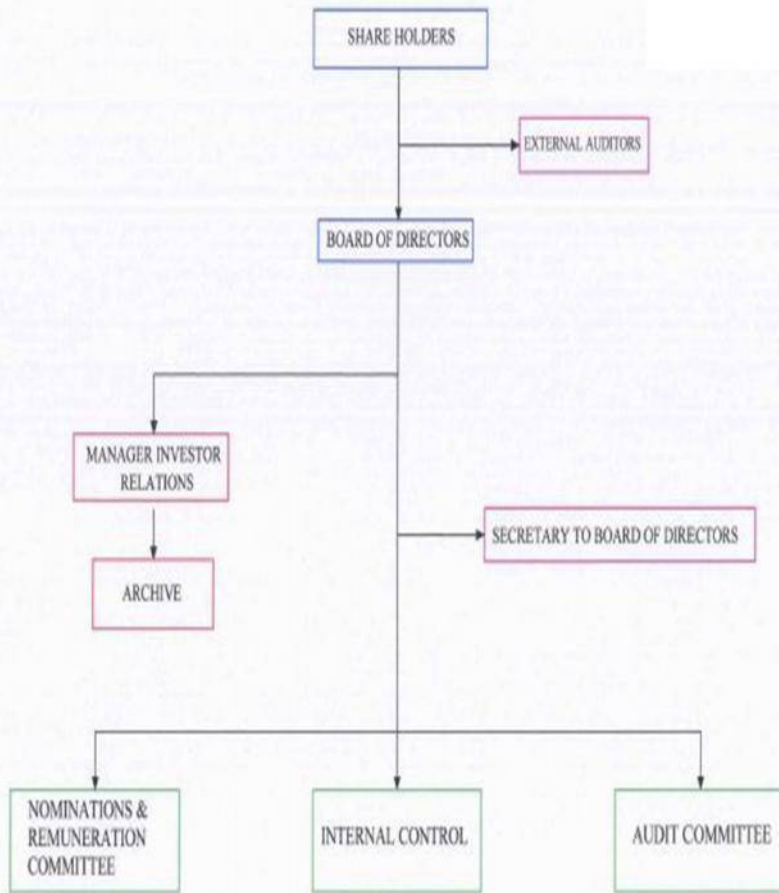 SHARE HOLDERS
EXTERNAL AUDITORS
BOARD OF DIRECTORS
MANAGER INVESTOR
RELATIONS
SECRETARY TO BOARD OF DIRECTORS
ARCHIVE
NOMINATIONS &
REMUNERATION
COMMITTEE
INTERNAL CONTROL
AUDIT COMMITTEE